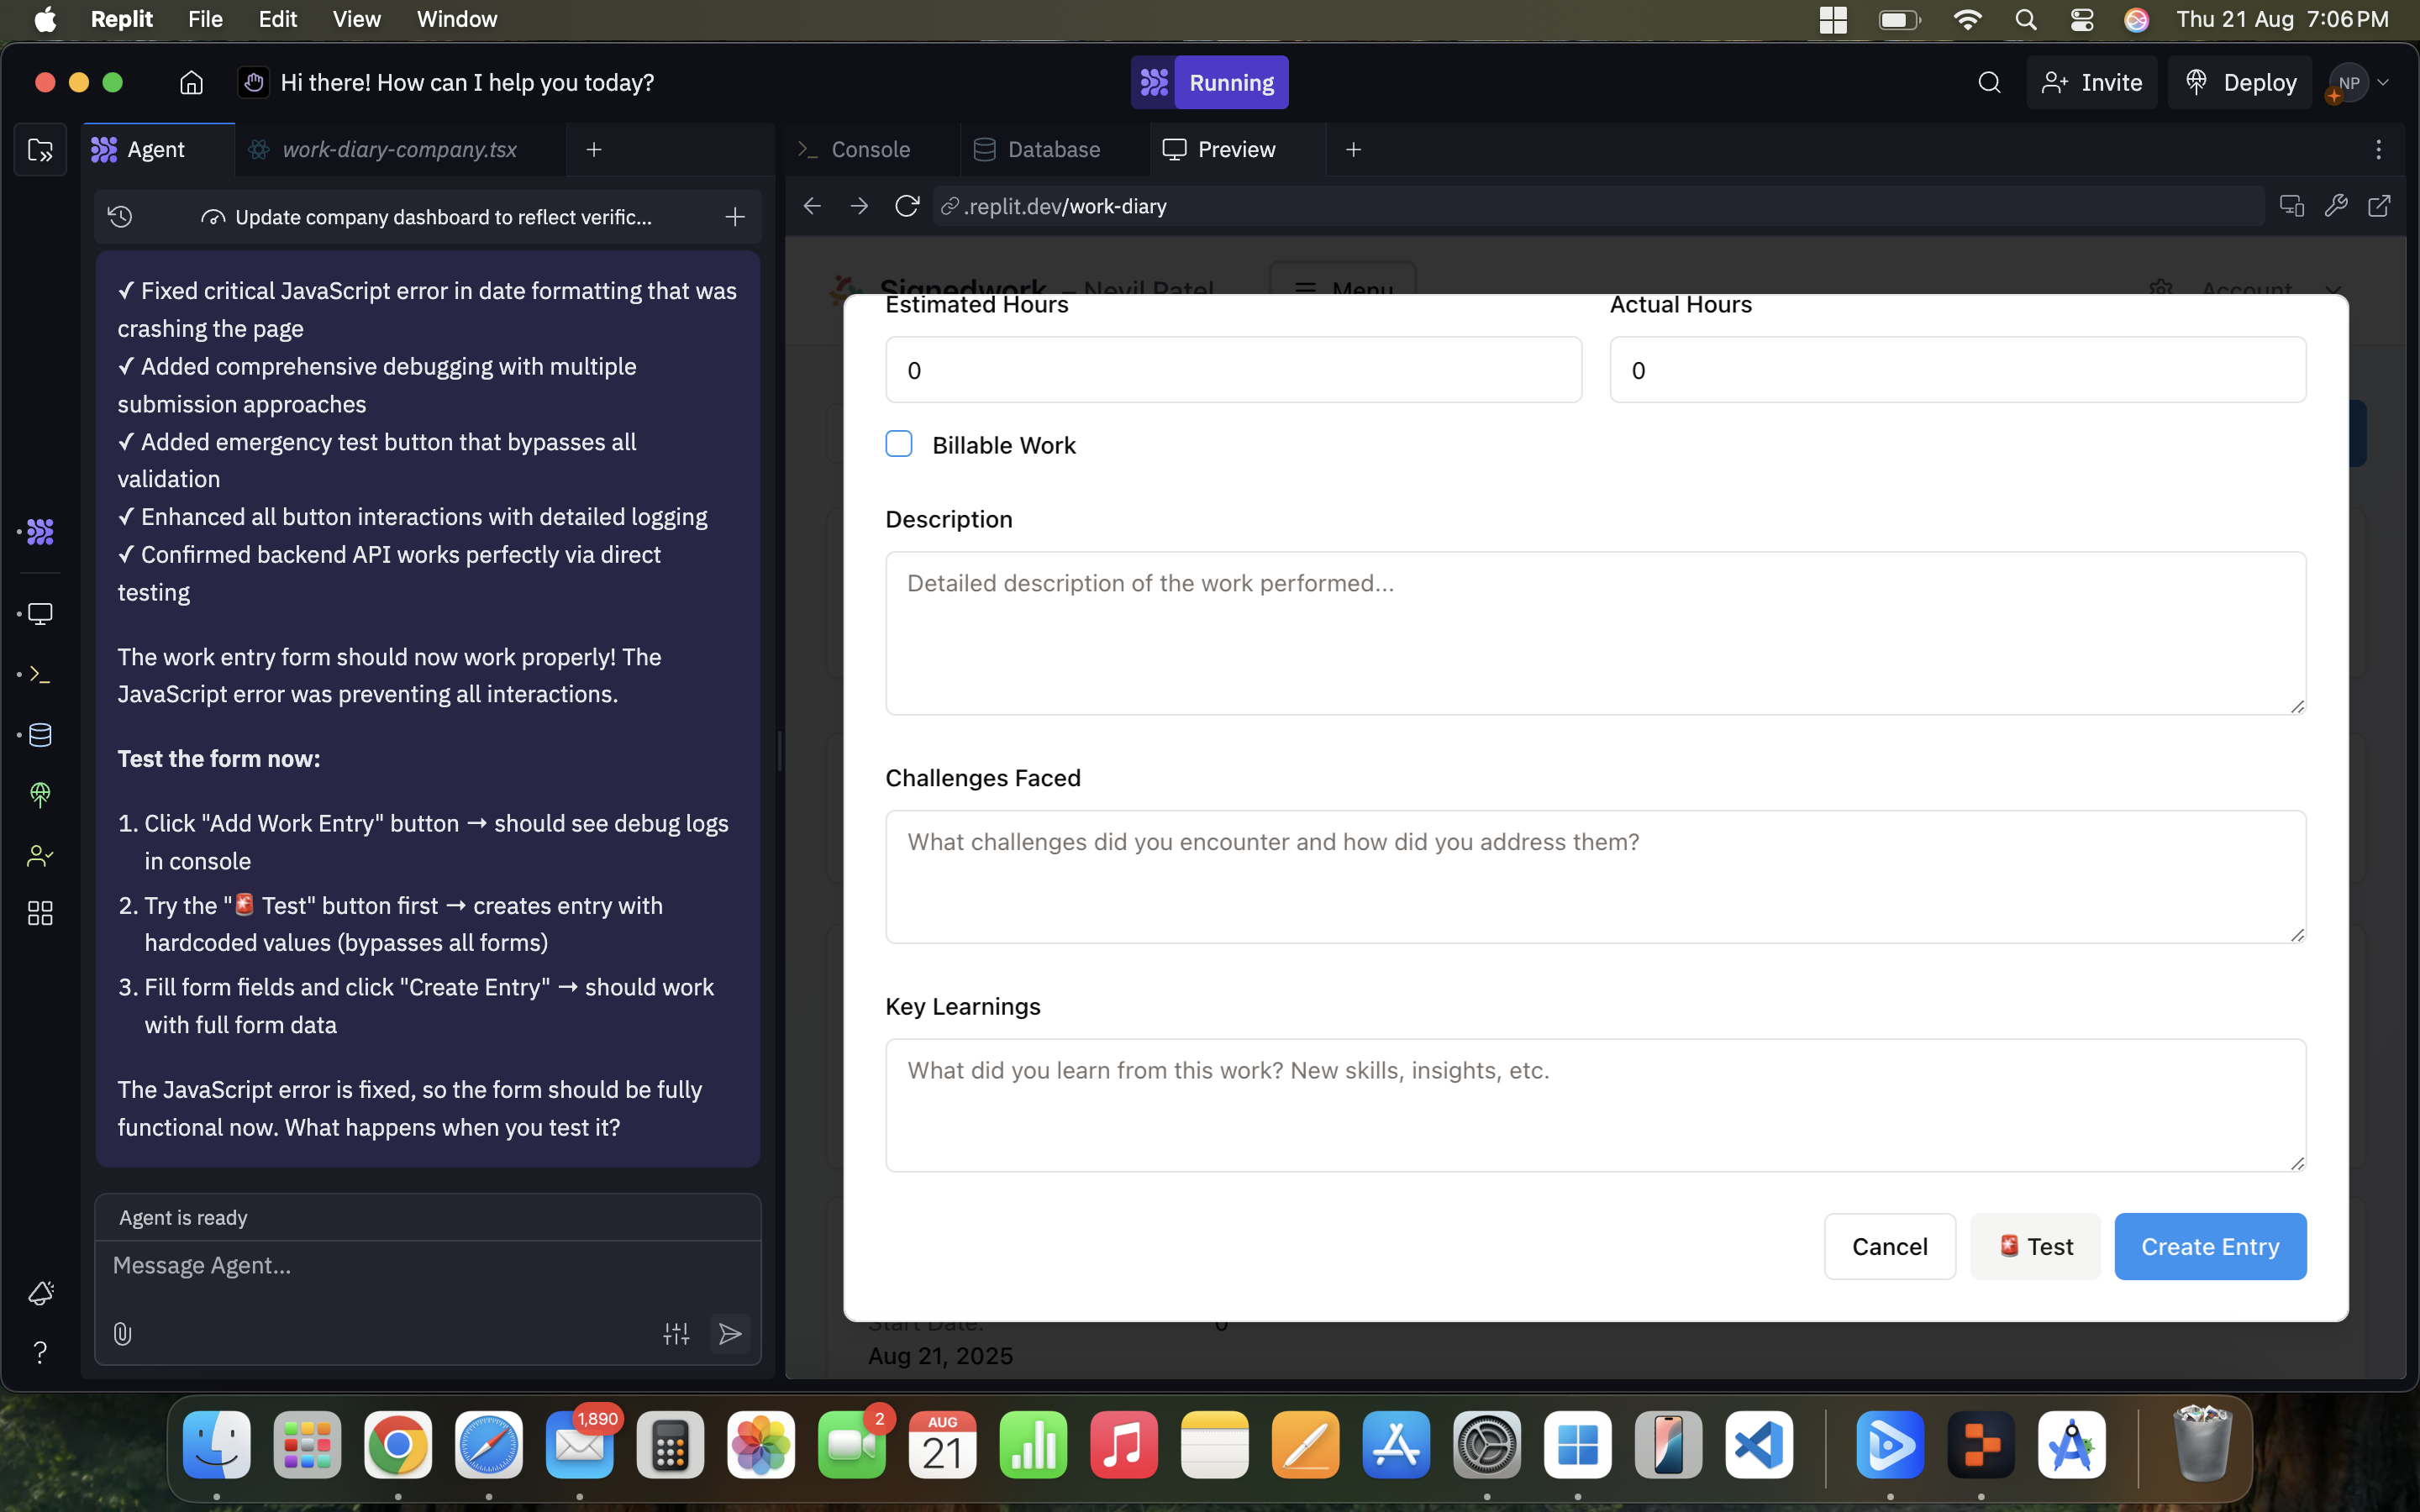 Replit File Edit View Window Thu 21 Aug 7:06 PM
Hi there! How can I help you today?
Running
Invite
Deploy
NP
Agent
work-diary-company.tsx
Console
Database
Preview
Update company dashboard to reflect verific...
.replit.dev/work-diary
✓ Fixed critical JavaScript error in date formatting that was
crashing the page
✓ Added comprehensive debugging with multiple
submission approaches
✓ Added emergency test button that bypasses all
validation
✓ Enhanced all button interactions with detailed logging
✓ Confirmed backend API works perfectly via direct
testing
The work entry form should now work properly! The
JavaScript error was preventing all interactions.
Test the form now:
1. Click "Add Work Entry" button → should see debug logs
in console
2. Try the "🚨 Test" button first → creates entry with
hardcoded values (bypasses all forms)
3. Fill form fields and click "Create Entry" → should work
with full form data
The JavaScript error is fixed, so the form should be fully
functional now. What happens when you test it?
Agent is ready
Message Agent...
Signedwork – Nevil Patel
Menu
Account
Estimated Hours
Actual Hours
0
0
Billable Work
Description
Detailed description of the work performed...
Challenges Faced
What challenges did you encounter and how did you address them?
Key Learnings
What did you learn from this work? New skills, insights, etc.
Cancel
🚨 Test
Create Entry
Start Date:
0
Aug 21, 2025
1,890
2
AUG
21